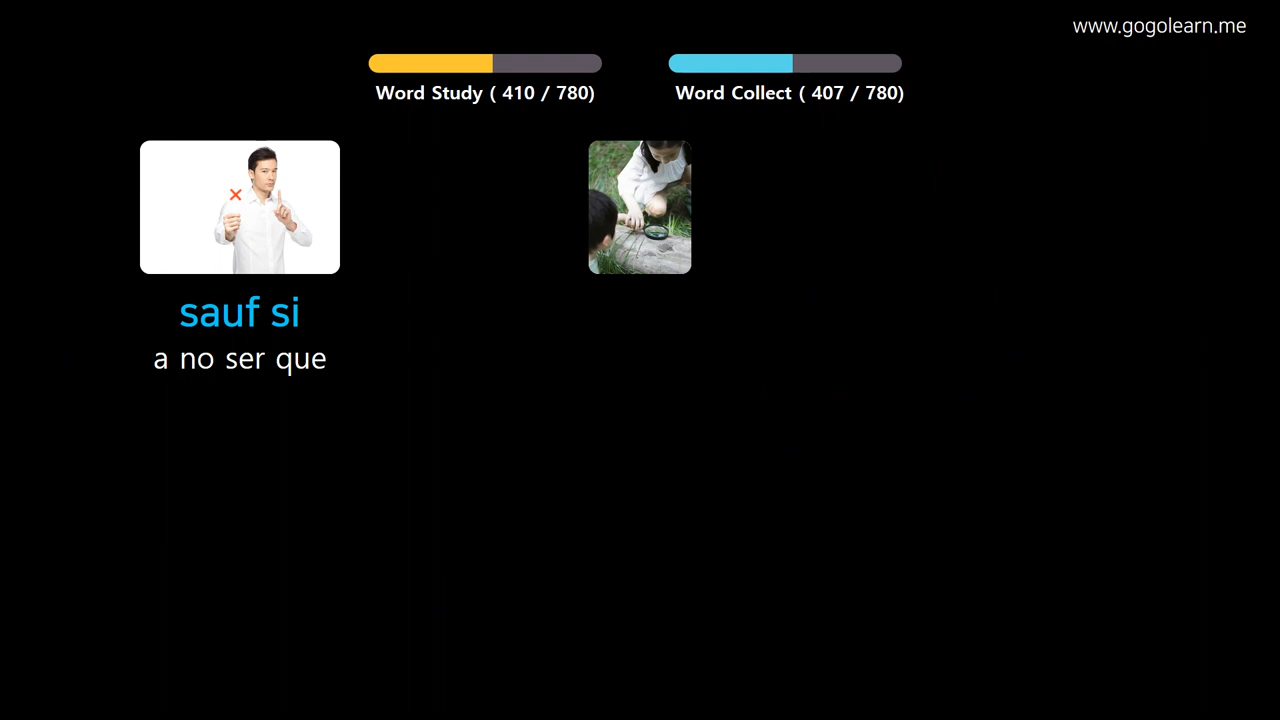 www.gogolearn.me
Word Study ( 410 / 780)
Word Collect ( 407 / 780)
sauf si
a no ser que